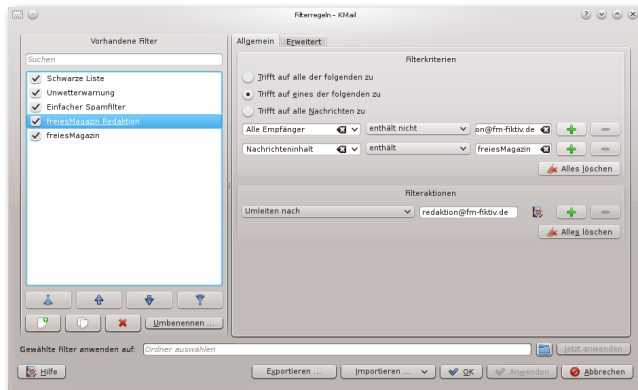 Filterregeln – KMail
Vorhandene Filter
Suchen
Schwarze Liste
Unwetterwarnung
Einfacher Spamfilter
freiesMagazin Redaktion
freiesMagazin
Umbenennen ...
Allgemein Erweitert
Filterkriterien
Trifft auf alle der folgenden zu
Trifft auf eines der folgenden zu
Trifft auf alle Nachrichten zu
Alle Empfänger enthält nicht on@fm-fiktiv.de
Nachrichteninhalt enthält freiesMagazin
Alles löschen
Filteraktionen
Umleiten nach redaktion@fm-fiktiv.de
Alles löschen
Gewählte Filter anwenden auf: Ordner auswählen Jetzt anwenden
Hilfe Exportieren ... Importieren ... OK Anwenden Abbrechen